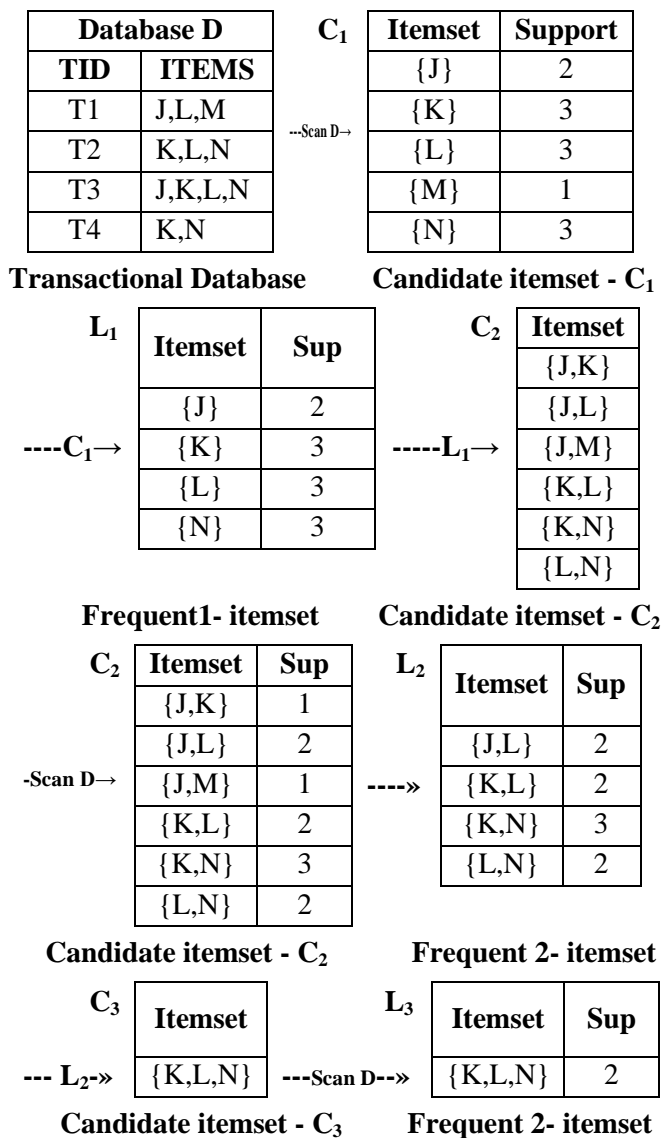 Database D
TID ITEMS
T1 J,L,M
T2 K,L,N
T3 J,K,L,N
T4 K,N
---Scan D→
C₁
Itemset Support
{J} 2
{K} 3
{L} 3
{M} 1
{N} 3
Transactional Database
Candidate itemset - C₁
----C₁→
L₁
Itemset Sup
{J} 2
{K} 3
{L} 3
{N} 3
-----L₁→
C₂
Itemset
{J,K}
{J,L}
{J,M}
{K,L}
{K,N}
{L,N}
Frequent1- itemset
Candidate itemset - C₂
-Scan D→
C₂
Itemset Sup
{J,K} 1
{J,L} 2
{J,M} 1
{K,L} 2
{K,N} 3
{L,N} 2
----»
L₂
Itemset Sup
{J,L} 2
{K,L} 2
{K,N} 3
{L,N} 2
Candidate itemset - C₂
Frequent 2- itemset
--- L₂-»
C₃
Itemset
{K,L,N}
---Scan D--»
L₃
Itemset Sup
{K,L,N} 2
Candidate itemset - C₃
Frequent 2- itemset